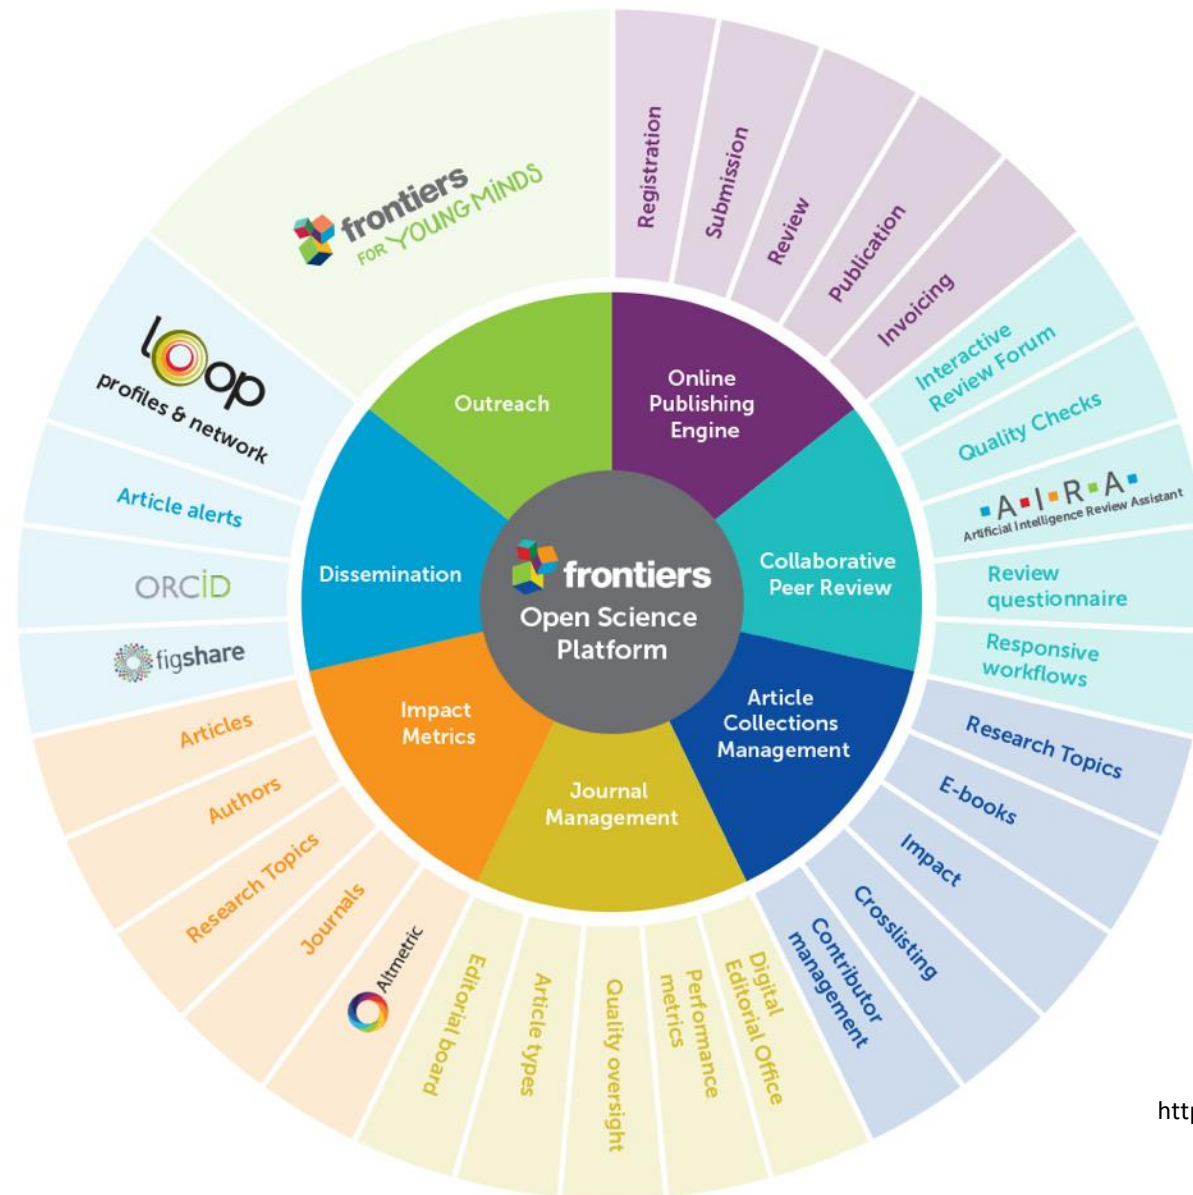 frontiers
Open Science
Platform
Online
Publishing
Engine
Collaborative
Peer Review
Article
Collections
Management
Journal
Management
Impact
Metrics
Dissemination
Outreach
Registration
Submission
Review
Publication
Invoicing
Interactive
Review Forum
Quality Checks
A.I.R.A.
Artificial Intelligence Review Assistant
Review
questionnaire
Responsive
workflows
Research Topics
E-books
Impact
Crosslisting
Contributor
management
Digital
Editorial Office
Performance
metrics
Quality oversight
Article types
Editorial board
Altmetric
Journals
Research Topics
Authors
Articles
figshare
ORCID
Article alerts
loop
profiles & network
frontiers
FOR YOUNG MINDS
http